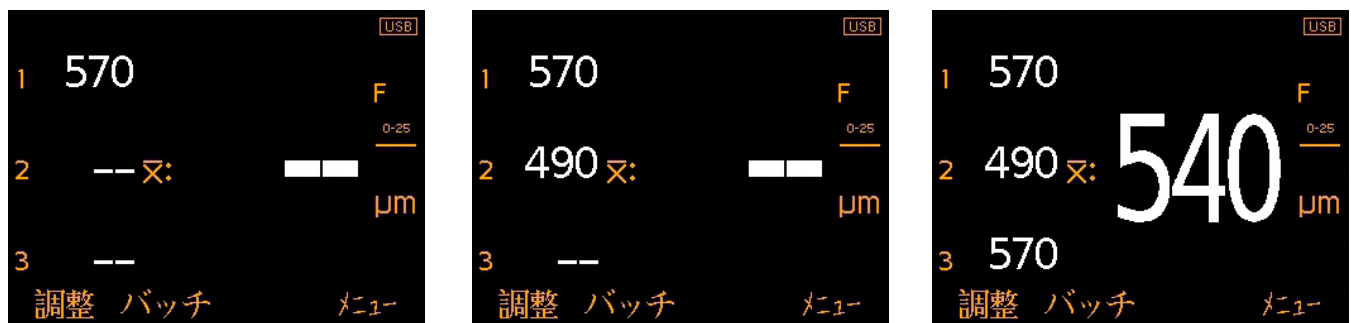 USB
1 570
F
0-25
2 -- x̅: --
µm
3 --
調整 バッチ メニュー
USB
1 570
F
0-25
2 490 x̅: --
µm
3 --
調整 バッチ メニュー
USB
1 570
F
0-25
2 490 x̅: 540
µm
3 570
調整 バッチ メニュー